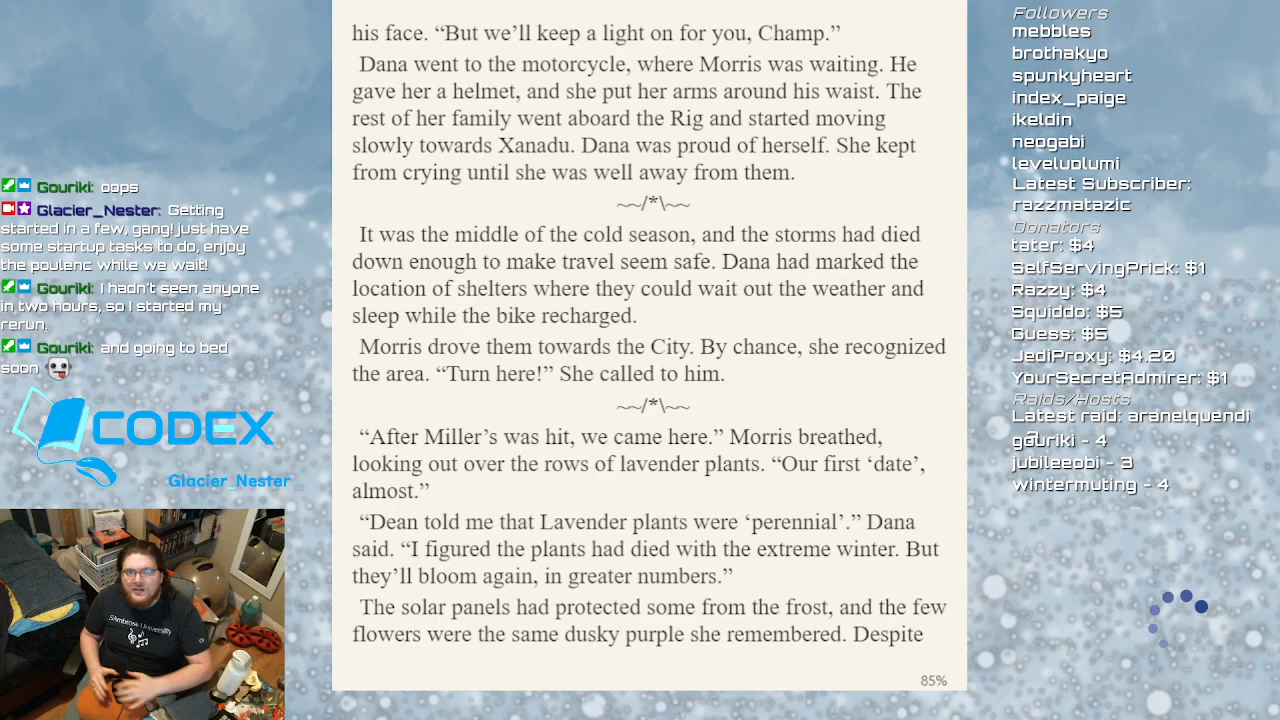 his face. “But we’ll keep a light on for you, Champ.”
Dana went to the motorcycle, where Morris was waiting. He
gave her a helmet, and she put her arms around his waist. The
rest of her family went aboard the Rig and started moving
slowly towards Xanadu. Dana was proud of herself. She kept
from crying until she was well away from them.
~~/*\~~
It was the middle of the cold season, and the storms had died
down enough to make travel seem safe. Dana had marked the
location of shelters where they could wait out the weather and
sleep while the bike recharged.
Morris drove them towards the City. By chance, she recognized
the area. “Turn here!” She called to him.
~~/*\~~
“After Miller’s was hit, we came here.” Morris breathed,
looking out over the rows of lavender plants. “Our first ‘date’,
almost.”
“Dean told me that Lavender plants were ‘perennial’.” Dana
said. “I figured the plants had died with the extreme winter. But
they’ll bloom again, in greater numbers.”
The solar panels had protected some from the frost, and the few
flowers were the same dusky purple she remembered. Despite
85%
Gouriki: oops
Glacier_Nester: Getting
started in a few, gang! just have
some startup tasks to do, enjoy
the poulenc while we wait!
Gouriki: I hadn't seen anyone
in two hours, so I started my
rerun.
Gouriki: and going to bed
soon
CODEX
Glacier_Nester
St.Ambrose University
Followers
mebbles
brothakyo
spunkyheart
index_paige
ikeldin
neogabi
leveluplumi
Latest Subscriber:
razzmatazic
Donators
tater: $4
SelfServingPrick: $1
Razzy: $4
Squiddo: $5
Guess: $5
JediProxy: $4.20
YourSecretAdmirer: $1
Raids/Hosts
Latest raid: aranelquendi
gouriki - 4
jubileeobi - 3
wintermuting - 4